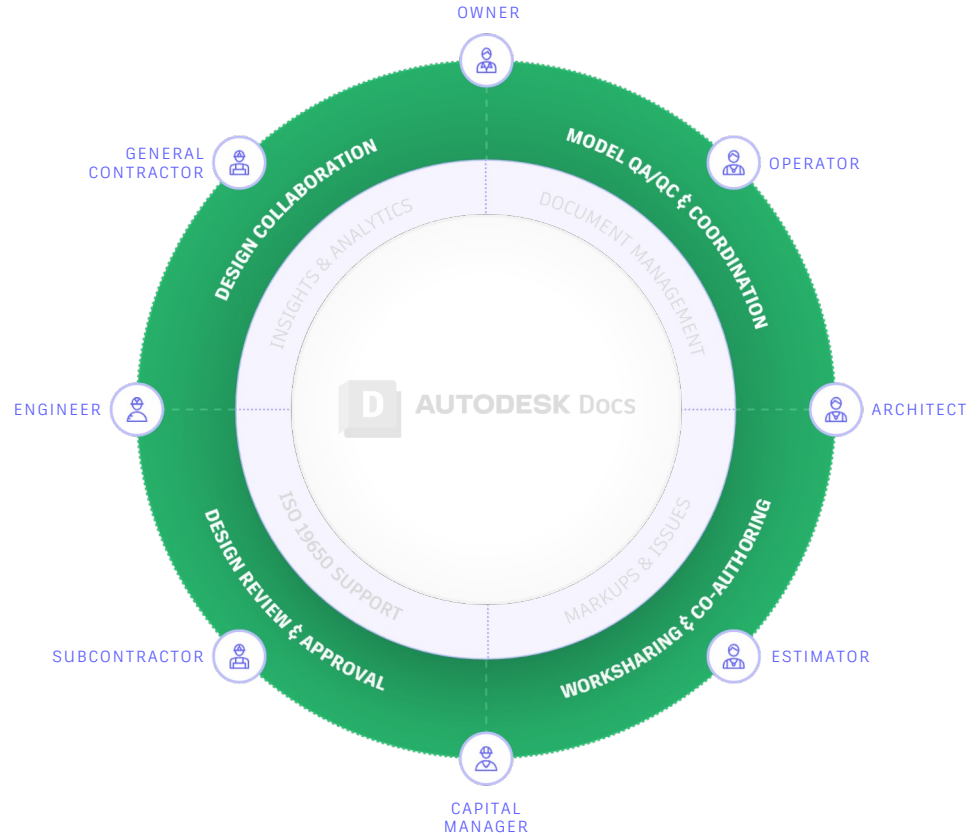 OWNER
GENERAL
CONTRACTOR
OPERATOR
DESIGN COLLABORATION
MODEL QA/QC & COORDINATION
INSIGHTS & ANALYTICS
DOCUMENT MANAGEMENT
ENGINEER
D AUTODESK Docs
ARCHITECT
ISO 19650 SUPPORT
MARKUPS & ISSUES
DESIGN REVIEW & APPROVAL
WORKSHARING & CO-AUTHORING
SUBCONTRACTOR
ESTIMATOR
CAPITAL
MANAGER